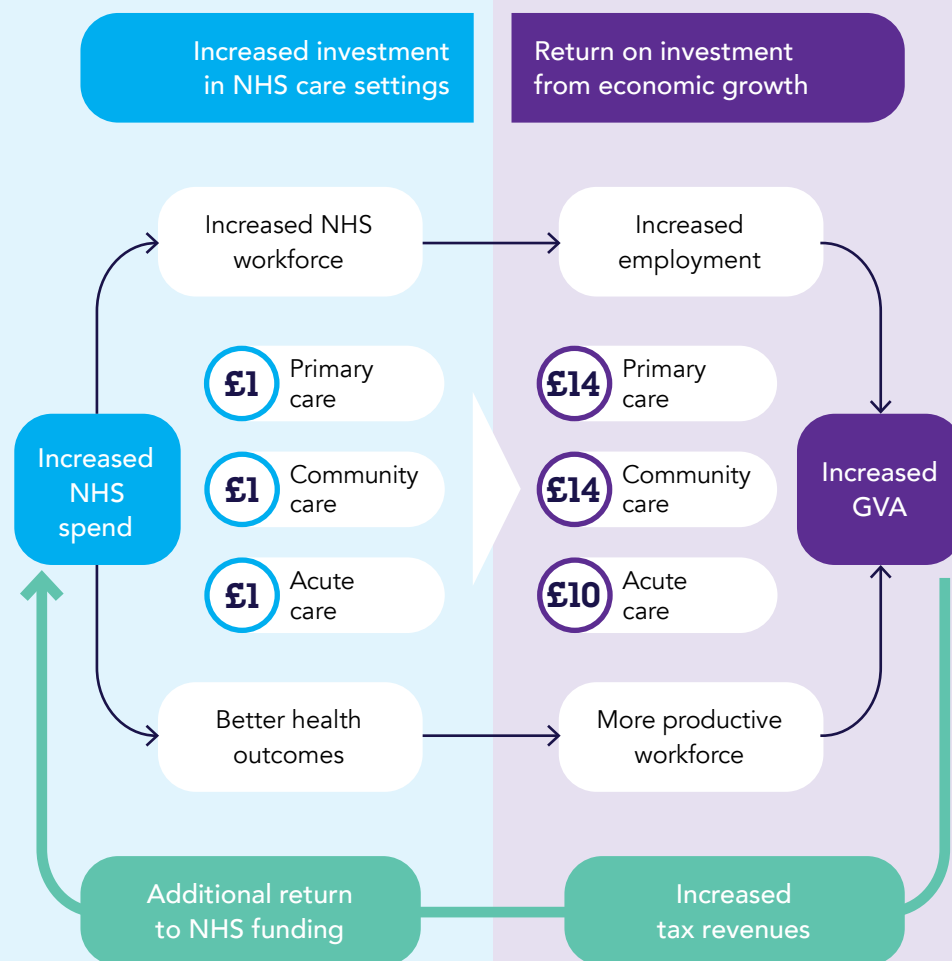 Increased investment
in NHS care settings
Return on investment
from economic growth
Increased NHS
workforce
Increased
employment
£1
Primary
care
£14
Primary
care
Increased
NHS
spend
£1
Community
care
£14
Community
care
Increased
GVA
£1
Acute
care
£10
Acute
care
Better health
outcomes
More productive
workforce
Additional return
to NHS funding
Increased
tax revenues